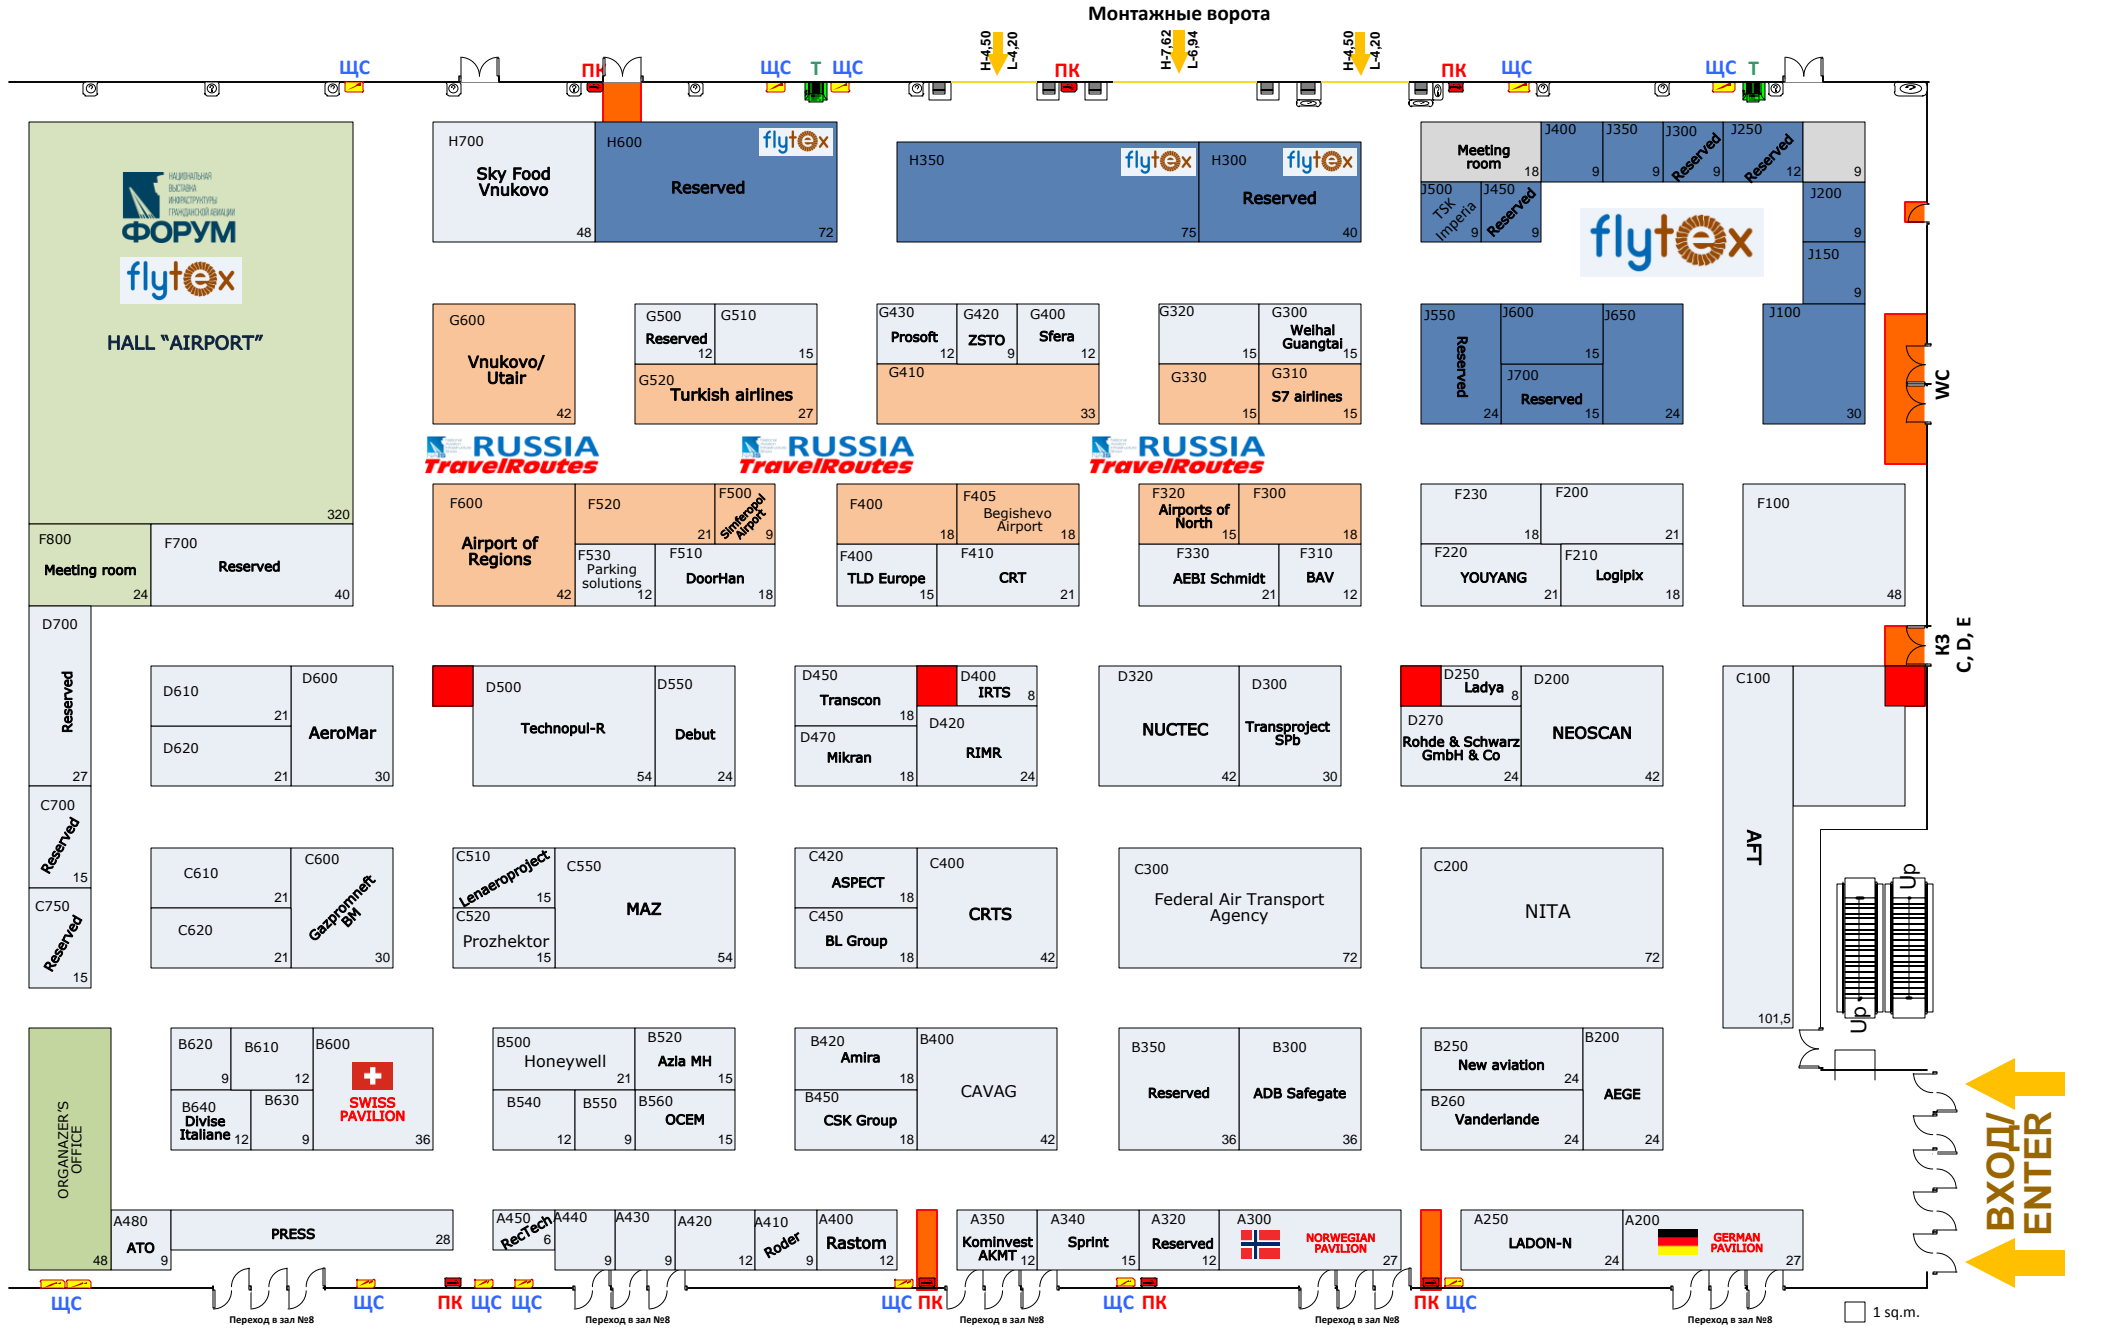 Монтажные ворота
H-4,50
L-4,20
H-7,62
L-6,94
H-4,50
L-4,20
ЩС
ПК
ЩС Т ЩС
ПК
ПК
ЩС
ЩС Т
НАЦИОНАЛЬНАЯ
ВЫСТАВКА
ИНФРАСТРУКТУРЫ
ГРАЖДАНСКОЙ АВИАЦИИ
ФОРУМ
flytex
HALL “AIRPORT”
320
H700
Sky Food
Vnukovo
48
H600
flytex
Reserved
72
H350
flytex
75
H300
flytex
Reserved
40
Meeting
room
18
J400
9
J350
9
J300
Reserved
9
J250
Reserved
12
9
J500
TSK
Imperia
9
J450
Reserved
9
flytex
J200
9
J150
9
G600
Vnukovo/
Utair
42
G500
Reserved
12
G510
15
G520
Turkish airlines
27
G430
Prosoft
12
G420
ZSTO
9
G400
Sfera
12
G410
33
G320
15
G300
Weihal
Guangtai
15
G330
15
G310
S7 airlines
15
J550
Reserved
24
J600
15
J700
Reserved
15
J650
24
J100
30
WC
RUSSIA
TravelRoutes
RUSSIA
TravelRoutes
RUSSIA
TravelRoutes
F800
Meeting room
24
F700
Reserved
40
F600
Airport of
Regions
42
F520
21
F500
Simferopol
Airport
9
F530
Parking
solutions
12
F510
DoorHan
18
F400
18
F405
Begishevo
Airport
18
F400
TLD Europe
15
F410
CRT
21
F320
Airports of
North
15
F300
18
F330
AEBI Schmidt
21
F310
BAV
12
F230
18
F200
21
F220
YOUYANG
21
F210
Logipix
18
F100
48
КЗ
C, D, E
D700
Reserved
27
D610
21
D620
21
D600
AeroMar
30
D500
Technopul-R
54
D550
Debut
24
D450
Transcon
18
D470
Mikran
18
D400
IRTS
8
D420
RIMR
24
D320
NUCTEC
42
D300
Transproject
SPb
30
D250
Ladya
8
D270
Rohde & Schwarz
GmbH & Co
24
D200
NEOSCAN
42
C100
AFT
101,5
C700
Reserved
15
C750
Reserved
15
C610
21
C620
21
C600
Gazpromneft
BM
30
C510
Lenaeroproject
15
C520
Prozhektor
15
C550
MAZ
54
C420
ASPECT
18
C450
BL Group
18
C400
CRTS
42
C300
Federal Air Transport
Agency
72
C200
NITA
72
Up
Up
ORGANAZER’S
OFFICE
48
B620
9
B610
12
B600
SWISS
PAVILION
36
B640
Divise
Italiane
12
B630
9
B500
Honeywell
21
B520
Azia MH
15
B540
12
B550
9
B560
OCEM
15
B420
Amira
18
B450
CSK Group
18
B400
CAVAG
42
B350
Reserved
36
B300
ADB Safegate
36
B250
New aviation
24
B260
Vanderlande
24
B200
AEGE
24
ВХОД/
ENTER
A480
ATO
9
PRESS
28
A450
RecTech
6
A440
9
A430
9
A420
12
A410
Roder
9
A400
Rastom
12
A350
Kominvest
AKMT
12
A340
Sprint
15
A320
Reserved
12
A300
NORWEGIAN
PAVILION
27
A250
LADON-N
24
A200
GERMAN
PAVILION
27
ЩС
ЩС
ПК ЩС ЩС
ЩС ПК
ЩС ПК
ПК ЩС
Переход в зал №8
Переход в зал №8
Переход в зал №8
Переход в зал №8
Переход в зал №8
1 sq.m.